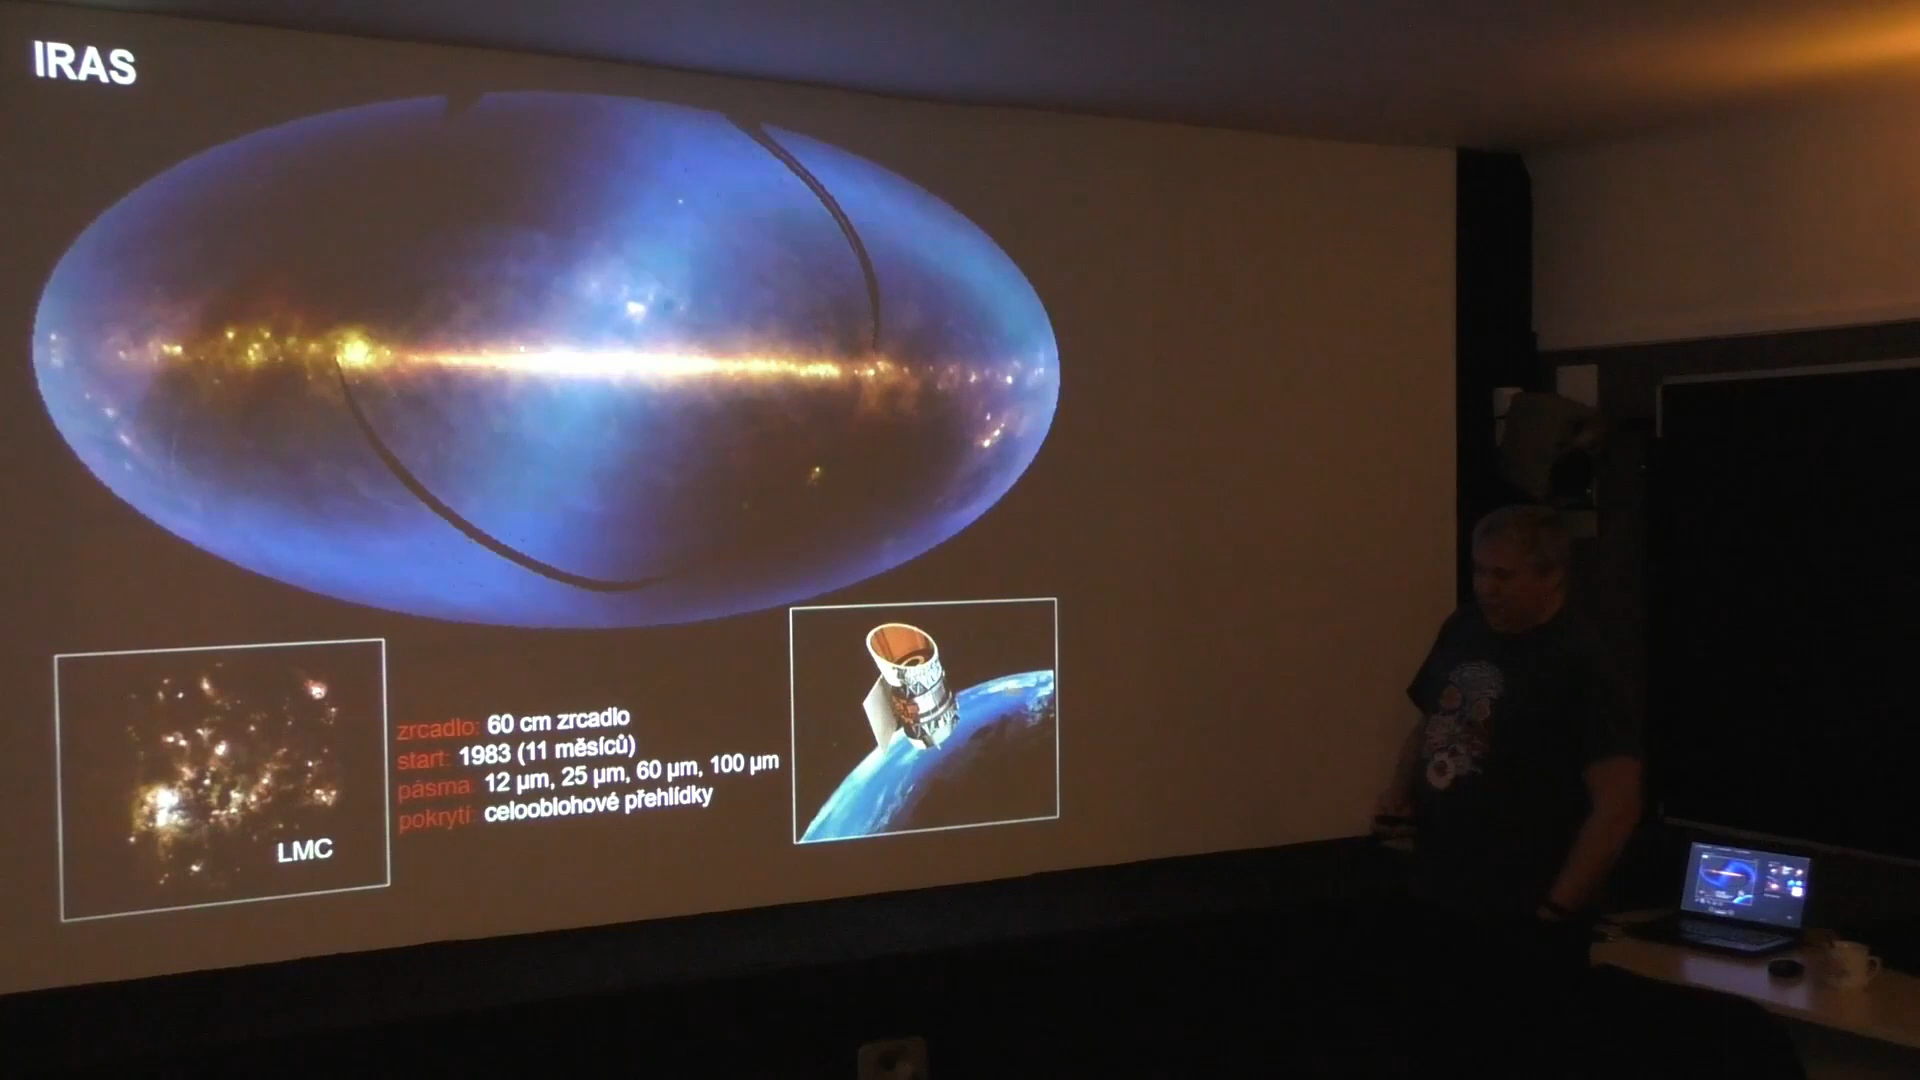 IRAS
LMC
zrcadlo: 60 cm zrcadlo
start: 1983 (11 měsíců)
pásma: 12 µm, 25 µm, 60 µm, 100 µm
pokrytí: celooblohové přehlídky